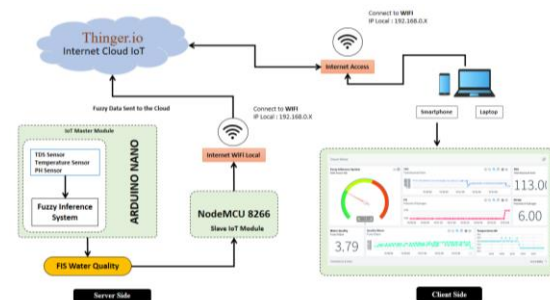 Thinger.io
Internet Cloud IoT
Connect to WIFI
IP Local : 192.168.0.X
Internet Access
Fuzzy Data Sent to the Cloud
Connect to WIFI
IP Local : 192.168.0.X
Smartphone
Laptop
IoT Master Module
Internet WIFI Local
TDS Sensor
Temperature Sensor
PH Sensor
ARDUINO NANO
Fuzzy Inference
System
NodeMCU 8266
Slave IoT Module
113.00
6.00
3.79
FIS Water Quality
Server Side
Client Side